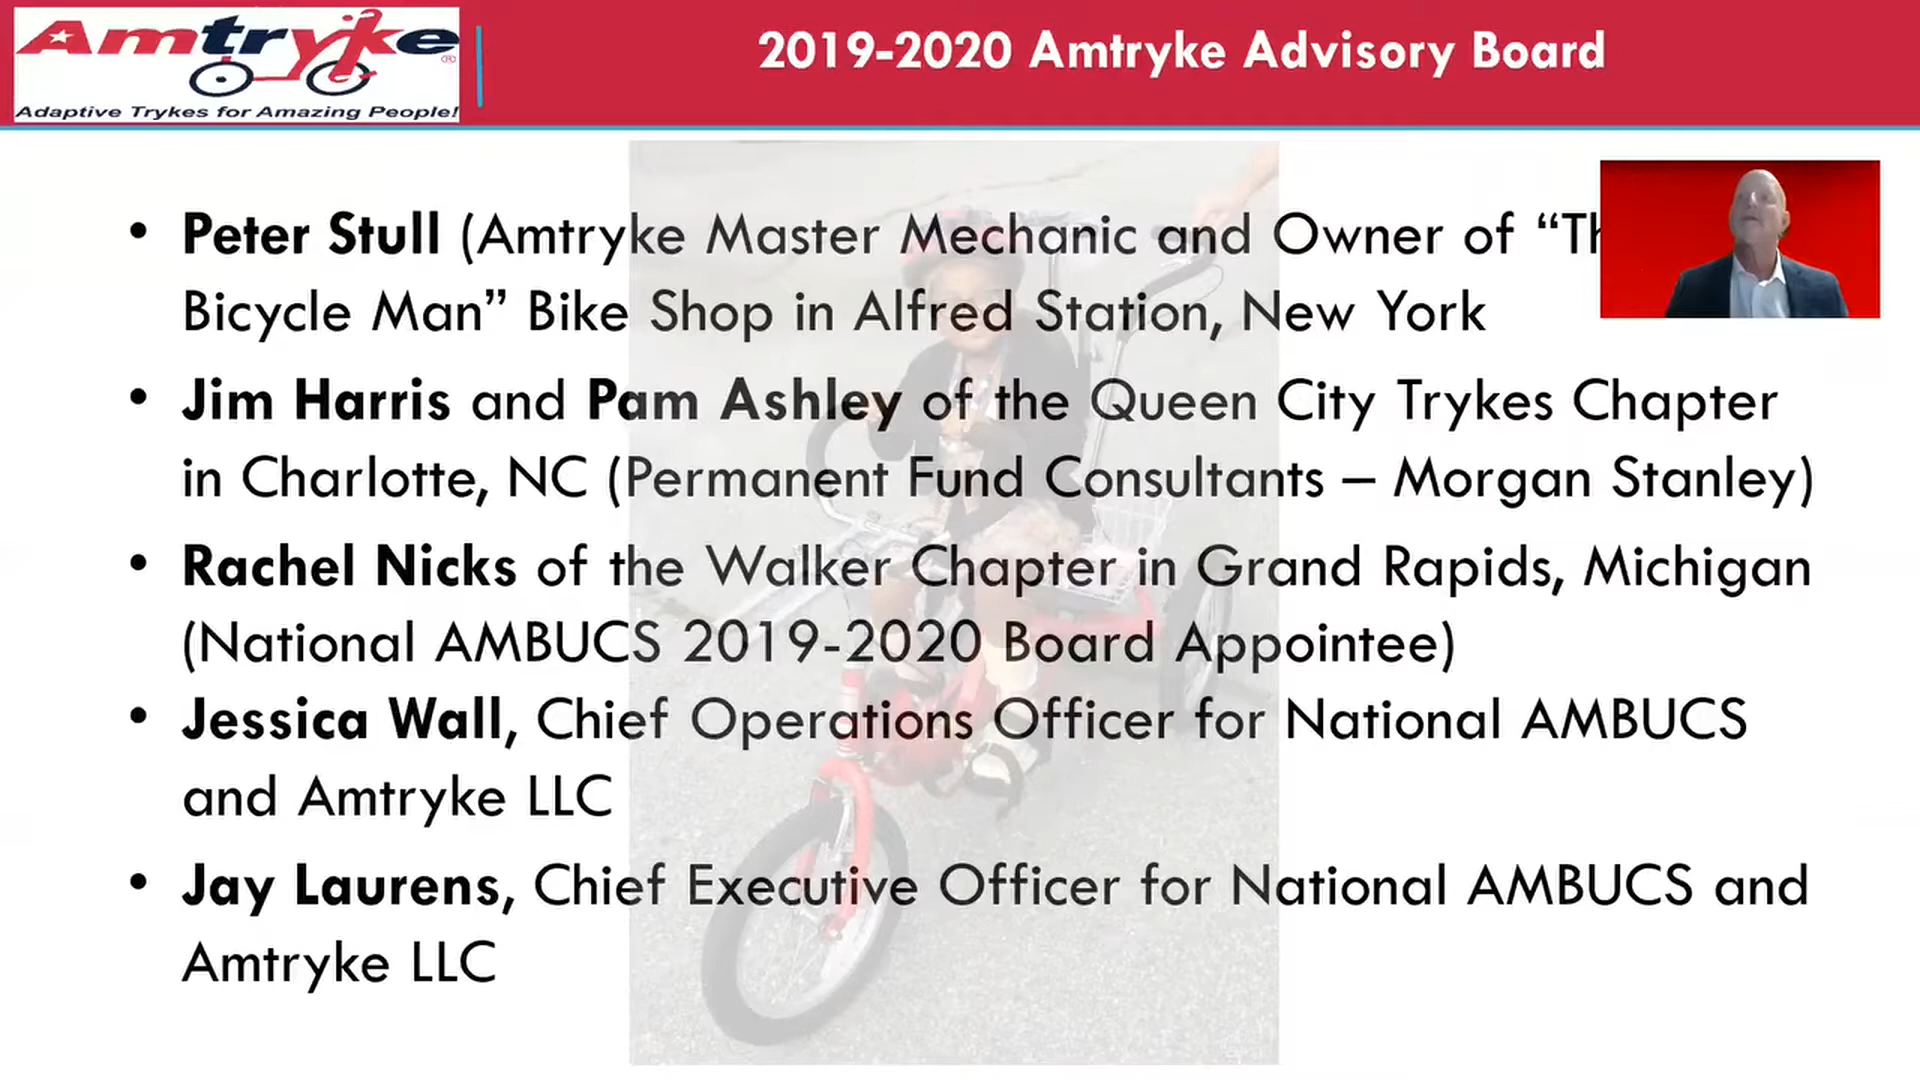 Amtryke®
Adaptive Trykes for Amazing People!
2019-2020 Amtryke Advisory Board
• Peter Stull (Amtryke Master Mechanic and Owner of “Th
Bicycle Man” Bike Shop in Alfred Station, New York
• Jim Harris and Pam Ashley of the Queen City Trykes Chapter
in Charlotte, NC (Permanent Fund Consultants – Morgan Stanley)
• Rachel Nicks of the Walker Chapter in Grand Rapids, Michigan
(National AMBUCS 2019-2020 Board Appointee)
• Jessica Wall, Chief Operations Officer for National AMBUCS
and Amtryke LLC
• Jay Laurens, Chief Executive Officer for National AMBUCS and
Amtryke LLC